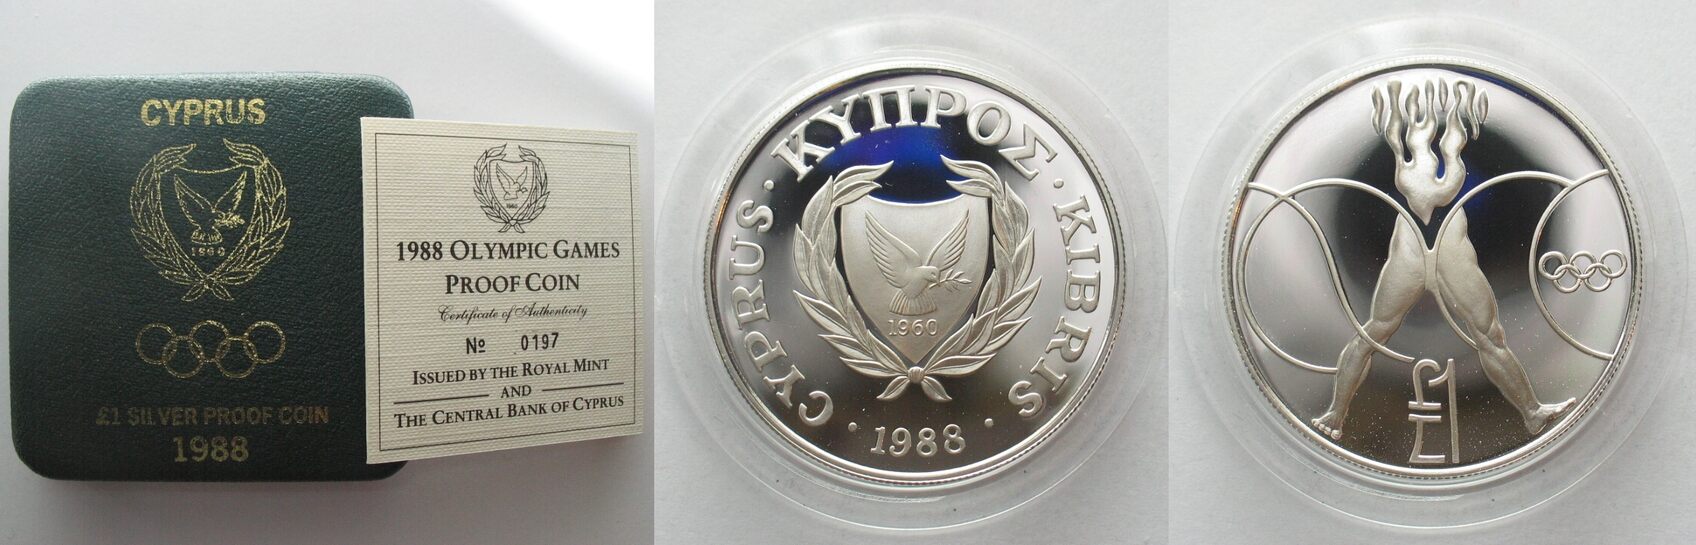 CYPRUS
1960
£1 SILVER PROOF COIN
1988
1960
1988 OLYMPIC GAMES
PROOF COIN
Certificate of Authenticity
№ 0197
ISSUED BY THE ROYAL MINT
AND
THE CENTRAL BANK OF CYPRUS
CYPRUS · ΚΥΠΡΟΣ · KIBRIS
1960
· 1988 ·
£1